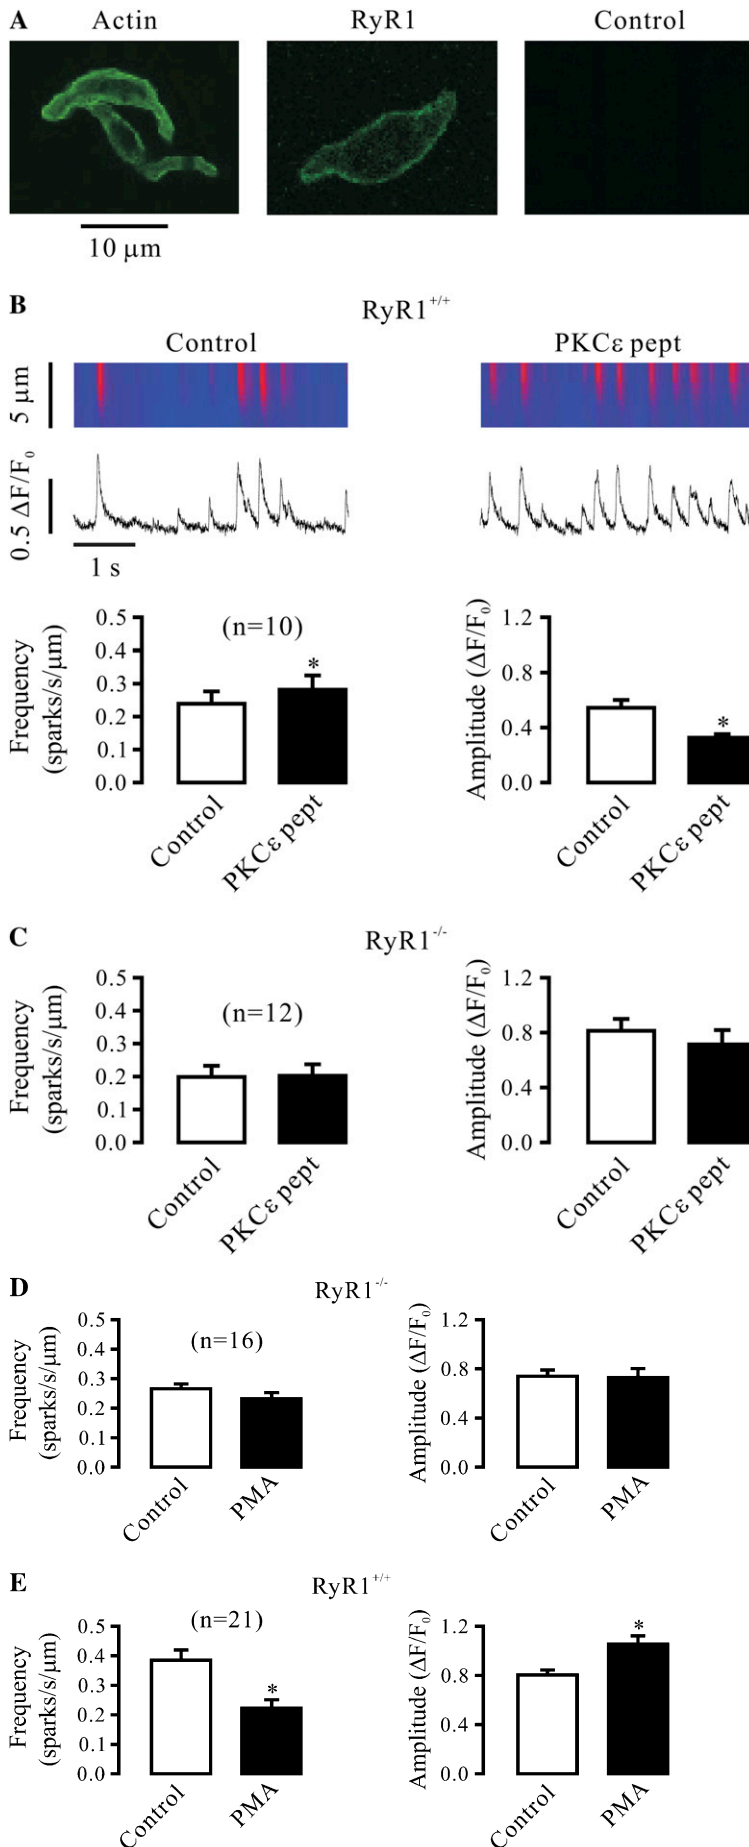 A Actin RyR1 Control
10 μm
B RyR1+/+
Control PKCε pept
5 μm
0.5 ΔF/F0
1 s
Frequency (sparks/s/μm)
0.5
0.4
0.3
0.2
0.1
0.0
(n=10)
*
Control
PKCε pept
Amplitude (ΔF/F0)
1.2
0.8
0.4
0.0
*
Control
PKCε pept
C RyR1-/-
Frequency (sparks/s/μm)
0.5
0.4
0.3
0.2
0.1
0.0
(n=12)
Control
PKCε pept
Amplitude (ΔF/F0)
1.2
0.8
0.4
0.0
Control
PKCε pept
D RyR1-/-
Frequency (sparks/s/μm)
0.5
0.4
0.3
0.2
0.1
0.0
(n=16)
Control
PMA
Amplitude (ΔF/F0)
1.2
0.8
0.4
0.0
Control
PMA
E RyR1+/+
Frequency (sparks/s/μm)
0.5
0.4
0.3
0.2
0.1
0.0
(n=21)
*
Control
PMA
Amplitude (ΔF/F0)
1.2
0.8
0.4
0.0
*
Control
PMA